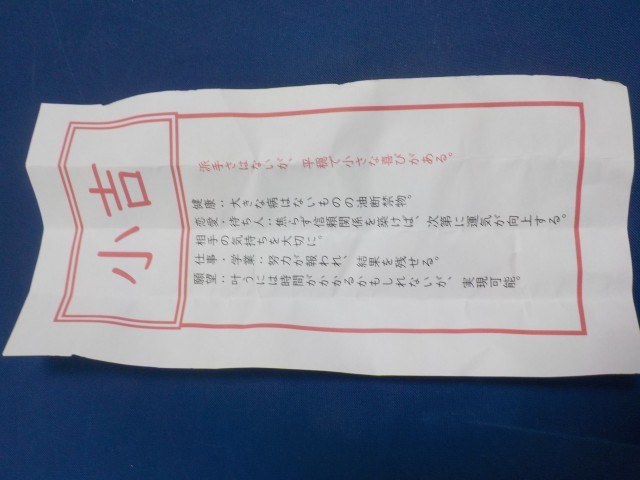 小吉
派手さはないが、平穏で小さな喜びがある。
健康：大きな病はないものの油断禁物。
恋愛・待ち人：焦らず信頼関係を築けば、次第に運気が向上する。
相手の気持ちを大切に。
仕事・学業：努力が報われ、結果を残せる。
願望：叶うには時間がかかるかもしれないが、実現可能。